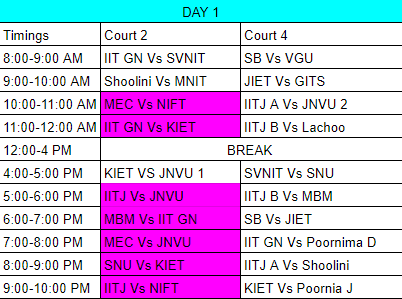 DAY 1
Timings Court 2 Court 4
8:00-9:00 AM IIT GN Vs SVNIT SB Vs VGU
9:00-10:00 AM Shoolini Vs MNIT JIET Vs GITS
10:00-11:00 AM MEC Vs NIFT IITJ A Vs JNVU 2
11:00-12:00 AM IIT GN Vs KIET IITJ B Vs Lachoo
12:00-4 PM BREAK
4:00-5:00 PM KIET Vs JNVU 1 SVNIT Vs SNU
5:00-6:00 PM IITJ Vs JNVU IITJ B Vs MBM
6:00-7:00 PM MBM Vs IIT GN SB Vs JIET
7:00-8:00 PM MEC Vs JNVU IIT GN Vs Poornima D
8:00-9:00 PM SNU Vs KIET IITJ A Vs Shoolini
9:00-10:00 PM IITJ Vs NIFT KIET Vs Poornia J